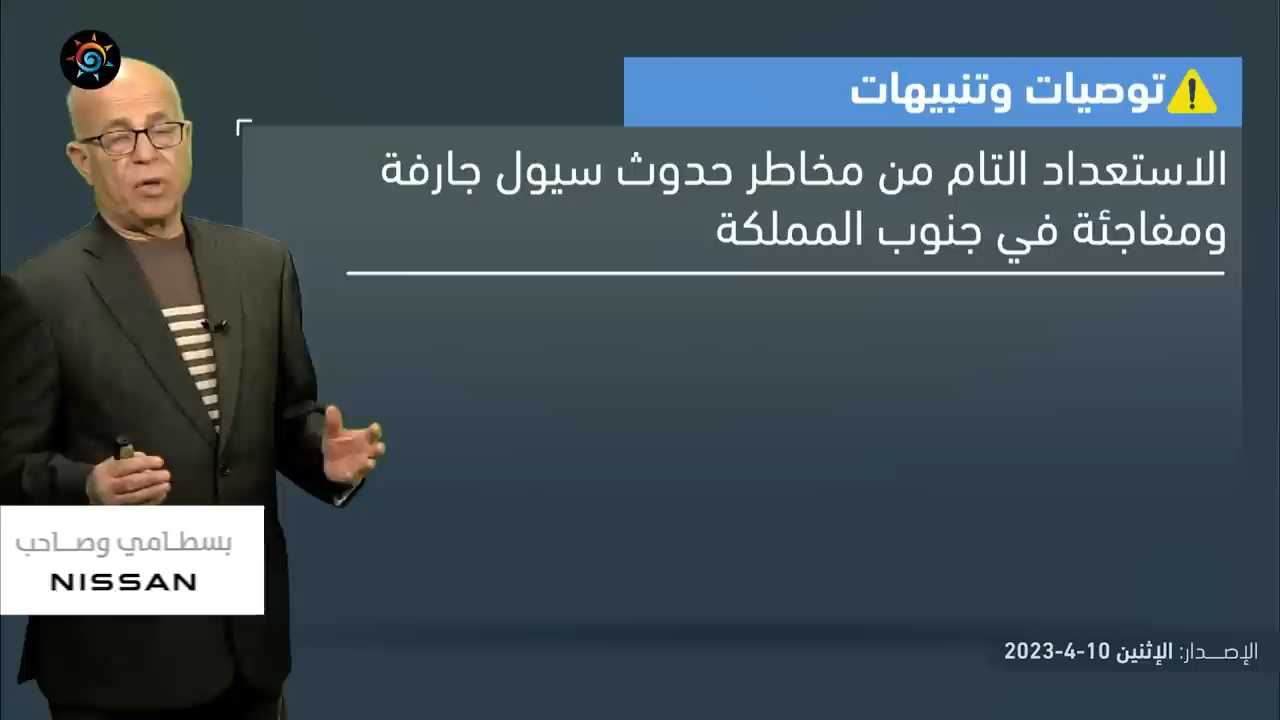 توصيات وتنبيهات
الاستعداد التام من مخاطر حدوث سيول جارفة
ومفاجئة في جنوب المملكة
بسطامي وصاحب
NISSAN
الإصدار: الإثنين 10-4-2023